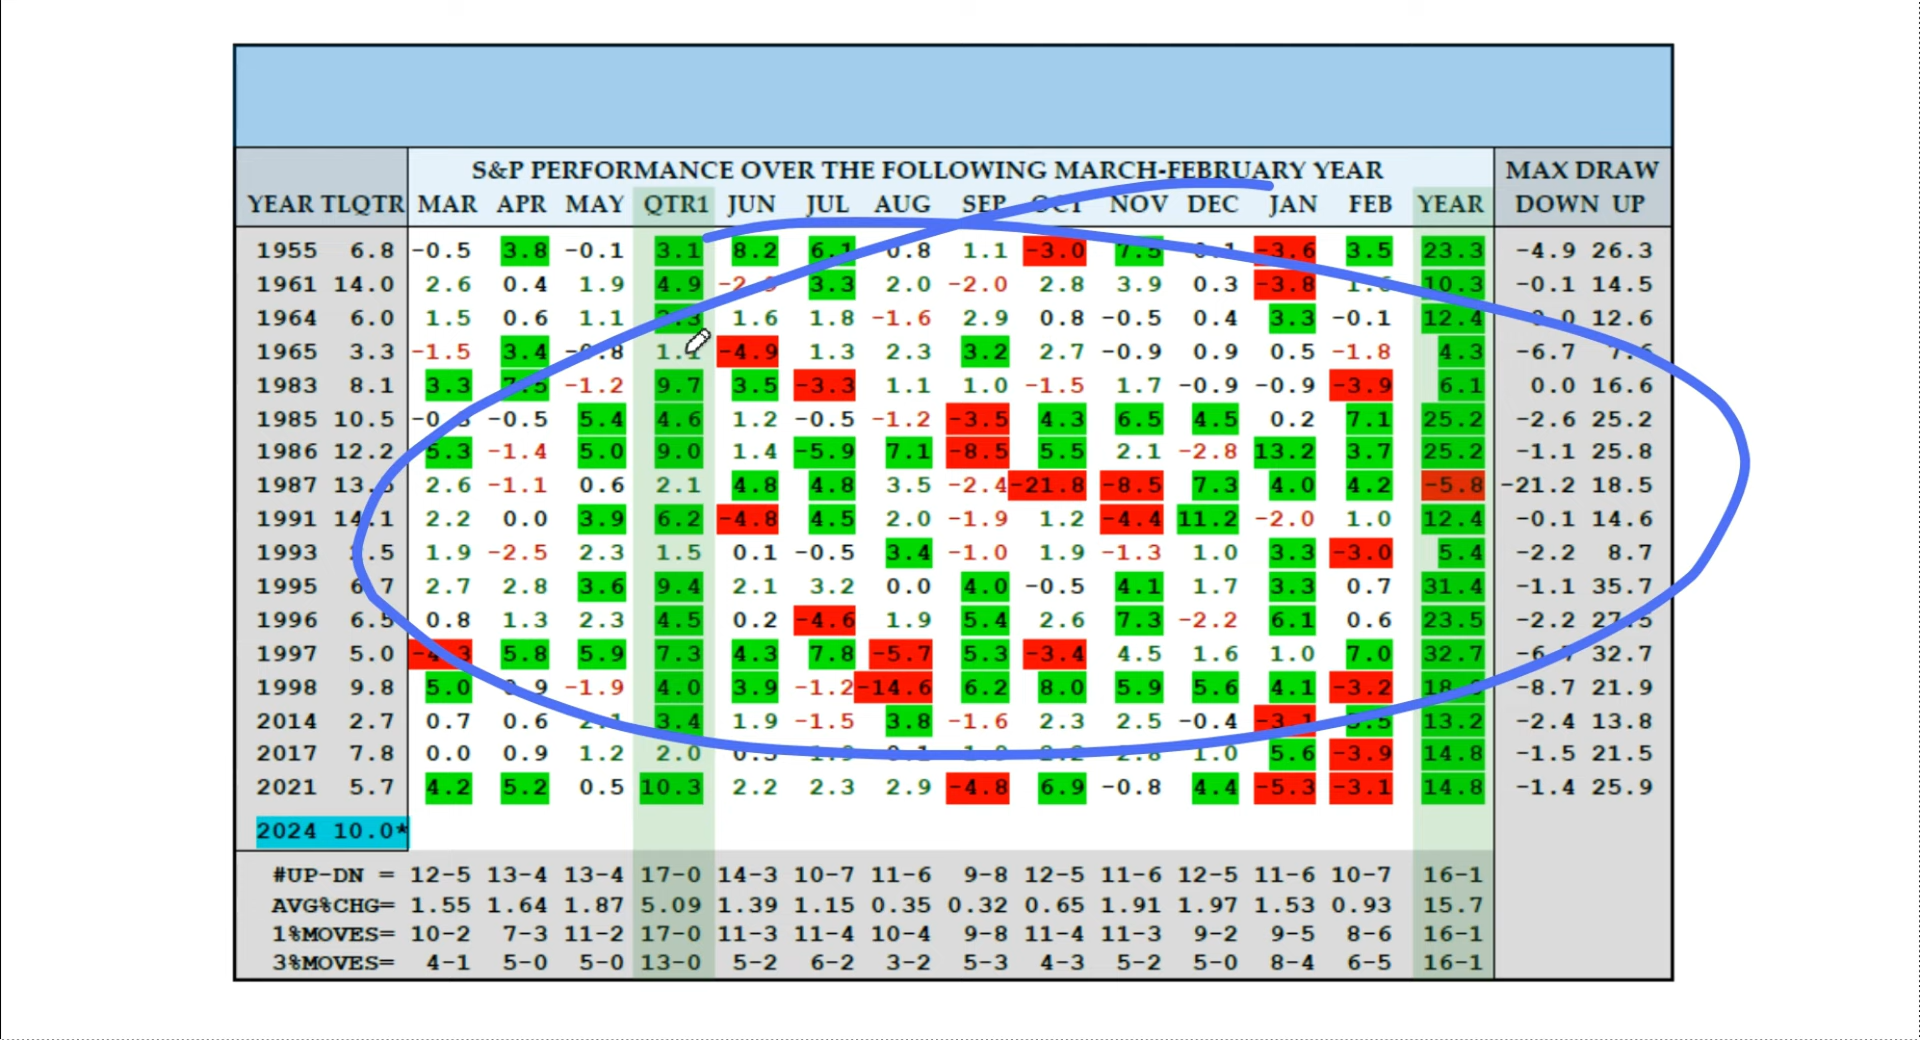 S&P PERFORMANCE OVER THE FOLLOWING MARCH-FEBRUARY YEAR MAX DRAW
YEAR TLQTR MAR APR MAY QTR1 JUN JUL AUG SEP OCT NOV DEC JAN FEB YEAR DOWN UP
1955 6.8 -0.5 3.8 -0.1 3.1 8.2 6.1 0.8 1.1 -3.0 7.5 -3.6 3.5 23.3 -4.9 26.3
1961 14.0 2.6 0.4 1.9 4.9 3.3 2.0 -2.0 2.8 3.9 0.3 -3.8 10.3 -0.1 14.5
1964 6.0 1.5 0.6 1.1 1.6 1.8 -1.6 2.9 0.8 -0.5 0.4 3.3 -0.1 12.4 12.6
1965 3.3 -1.5 3.4 -0.8 -4.9 1.3 2.3 3.2 2.7 -0.9 0.9 0.5 -1.8 4.3 -6.7 7.6
1983 8.1 3.3 7.5 -1.2 9.7 3.5 -3.3 1.1 1.0 -1.5 1.7 -0.9 -0.9 -3.9 6.1 0.0 16.6
1985 10.5 -0.5 5.4 4.6 1.2 -0.5 -1.2 -3.5 4.3 6.5 4.5 0.2 7.1 25.2 -2.6 25.2
1986 12.2 5.3 -1.4 5.0 9.0 1.4 -5.9 7.1 -8.5 5.5 2.1 -2.8 13.2 3.7 25.2 -1.1 25.8
1987 2.6 -1.1 0.6 2.1 4.8 4.8 3.5 -2.4 -21.8 -8.5 7.3 4.0 4.2 -5.8 -21.2 18.5
1991 14.1 2.2 0.0 3.9 6.2 -4.8 4.5 2.0 -1.9 1.2 -4.4 11.2 -2.0 1.0 12.4 -0.1 14.6
1993 1.9 -2.5 2.3 1.5 0.1 -0.5 3.4 -1.0 1.9 -1.3 1.0 3.3 -3.0 5.4 -2.2 8.7
1995 6.7 2.7 2.8 3.6 9.4 2.1 3.2 0.0 4.0 -0.5 4.1 1.7 3.3 0.7 31.4 -1.1 35.7
1996 6.5 0.8 1.3 2.3 4.5 0.2 -4.6 1.9 5.4 2.6 7.3 -2.2 6.1 0.6 23.5 -2.2 27.5
1997 5.0 -4.3 5.8 5.9 7.3 4.3 7.8 -5.7 5.3 -3.4 4.5 1.6 1.0 7.0 32.7 32.7
1998 9.8 5.0 -1.9 4.0 3.9 -1.2 -14.6 6.2 8.0 5.9 5.6 4.1 -3.2 -8.7 21.9
2014 2.7 0.7 0.6 3.4 1.9 -1.5 3.8 -1.6 2.3 2.5 -0.4 -3.1 13.2 -2.4 13.8
2017 7.8 0.0 0.9 1.2 2.0 1.0 5.6 -3.9 14.8 -1.5 21.5
2021 5.7 4.2 5.2 0.5 10.3 2.2 2.3 2.9 -4.8 6.9 -0.8 4.4 -5.3 -3.1 14.8 -1.4 25.9
2024 10.0*
#UP-DN = 12-5 13-4 13-4 17-0 14-3 10-7 11-6 9-8 12-5 11-6 12-5 11-6 10-7 16-1
AVG%CHG= 1.55 1.64 1.87 5.09 1.39 1.15 0.35 0.32 0.65 1.91 1.97 1.53 0.93 15.7
1%MOVES= 10-2 7-3 11-2 17-0 11-3 11-4 10-4 9-8 11-4 11-3 9-2 9-5 8-6 16-1
3%MOVES= 4-1 5-0 5-0 13-0 5-2 6-2 3-2 5-3 4-3 5-2 5-0 8-4 6-5 16-1